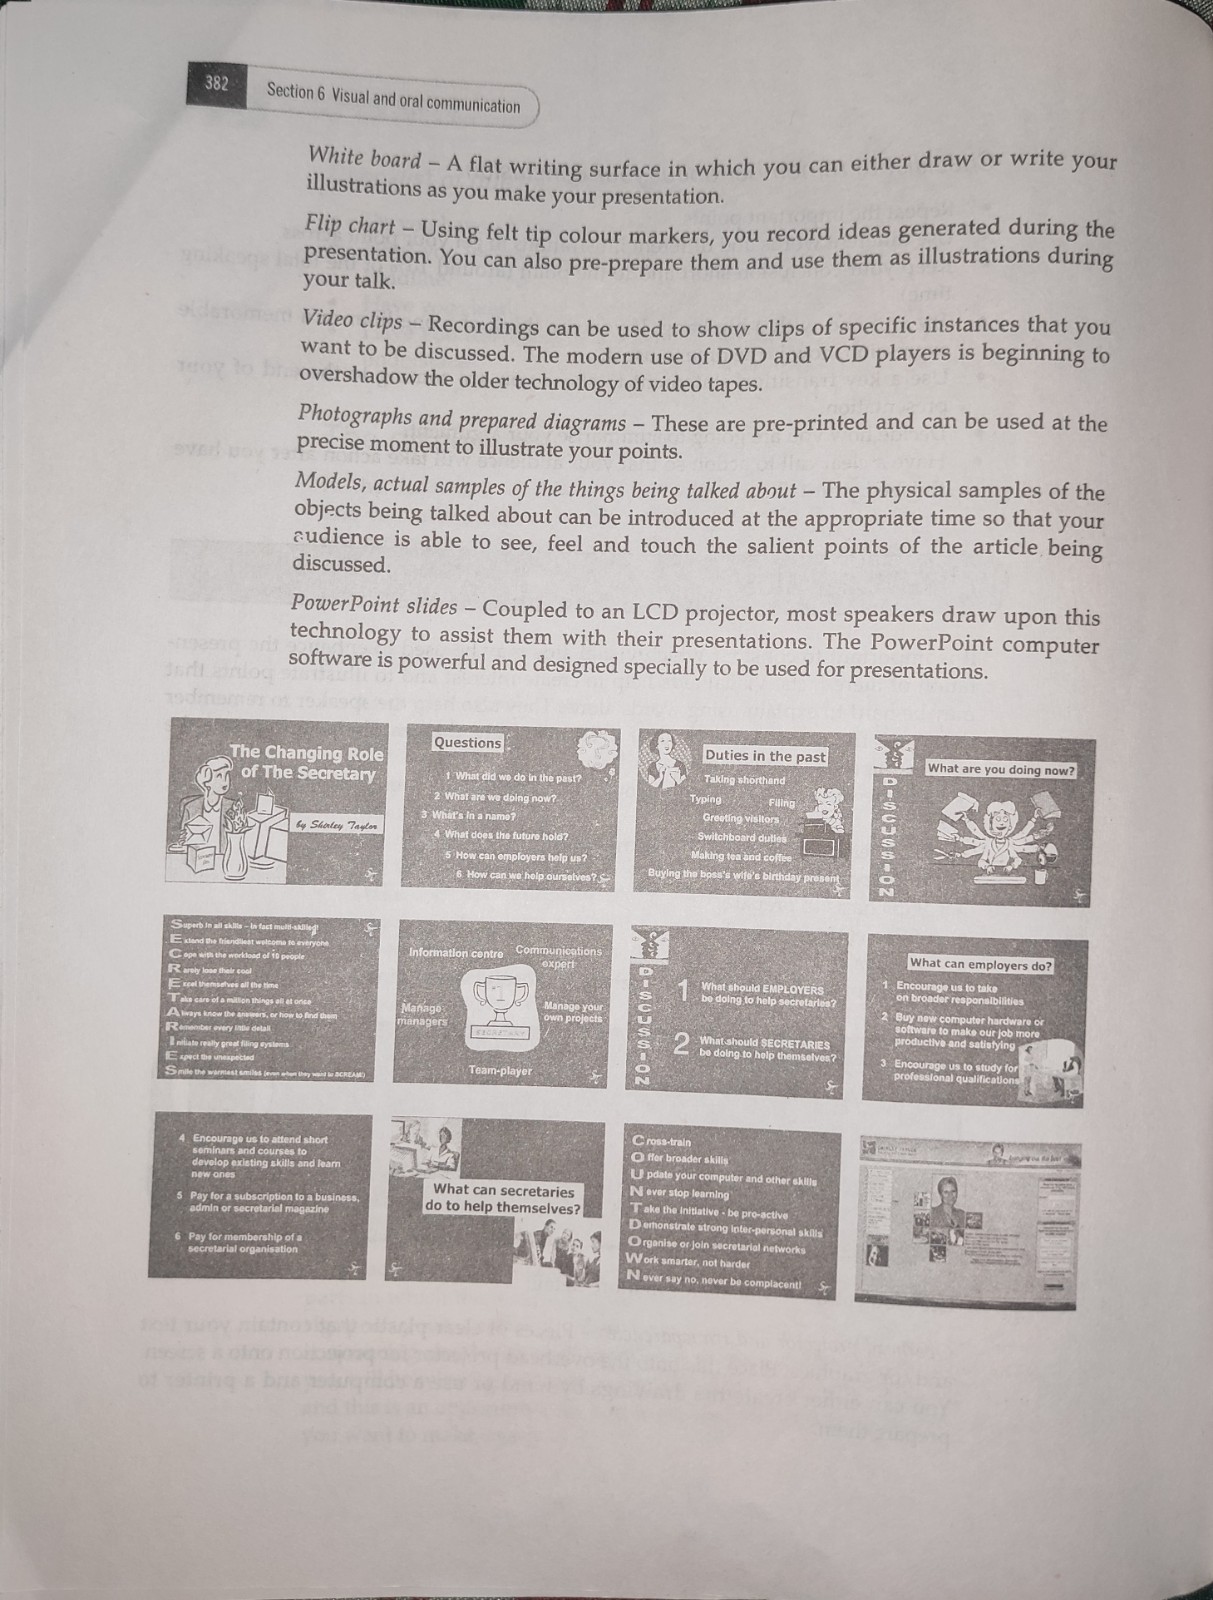 382
Section 6 Visual and oral communication
White board – A flat writing surface in which you can either draw or write your
illustrations as you make your presentation.
Flip chart – Using felt tip colour markers, you record ideas generated during the
presentation. You can also pre-prepare them and use them as illustrations during
your talk.
Video clips – Recordings can be used to show clips of specific instances that you
want to be discussed. The modern use of DVD and VCD players is beginning to
overshadow the older technology of video tapes.
Photographs and prepared diagrams – These are pre-printed and can be used at the
precise moment to illustrate your points.
Models, actual samples of the things being talked about – The physical samples of the
objects being talked about can be introduced at the appropriate time so that your
audience is able to see, feel and touch the salient points of the article being
discussed.
PowerPoint slides – Coupled to an LCD projector, most speakers draw upon this
technology to assist them with their presentations. The PowerPoint computer
software is powerful and designed specially to be used for presentations.
The Changing Role
of The Secretary
by Shirley Taylor
Questions
1 What did we do in the past?
2 What are we doing now?
3 What's in a name?
4 What does the future hold?
5 How can employers help us?
6 How can we help ourselves?
Duties in the past
Taking shorthand
Typing
Filing
Greeting visitors
Switchboard duties
Making tea and coffee
Buying the boss's wife's birthday present
DISCUSSION
What are you doing now?
Superb in all skills – in fact multi-skilled!
Extend the friendliest welcome to everyone
Cope with the workload of 10 people
Rarely lose their cool
Excel themselves all the time
Take care of a million things all at once
Always know the answers, or how to find them
Remember every little detail
Initiate really great filing systems
Expect the unexpected
Smile the warmest smiles (even when they want to SCREAM!)
Information centre
Communications
expert
Manage
managers
Manage your
own projects
SECRETARY
Team-player
DISCUSSION
1 What should EMPLOYERS
be doing to help secretaries?
2 What should SECRETARIES
be doing to help themselves?
What can employers do?
1 Encourage us to take
on broader responsibilities
2 Buy new computer hardware or
software to make our job more
productive and satisfying
3 Encourage us to study for
professional qualifications
4 Encourage us to attend short
seminars and courses to
develop existing skills and learn
new ones
5 Pay for a subscription to a business,
admin or secretarial magazine
6 Pay for membership of a
secretarial organisation
What can secretaries
do to help themselves?
Cross-train
Offer broader skills
Update your computer and other skills
Never stop learning
Take the initiative - be pro-active
Demonstrate strong inter-personal skills
Organise or join secretarial networks
Work smarter, not harder
Never say no, never be complacent!